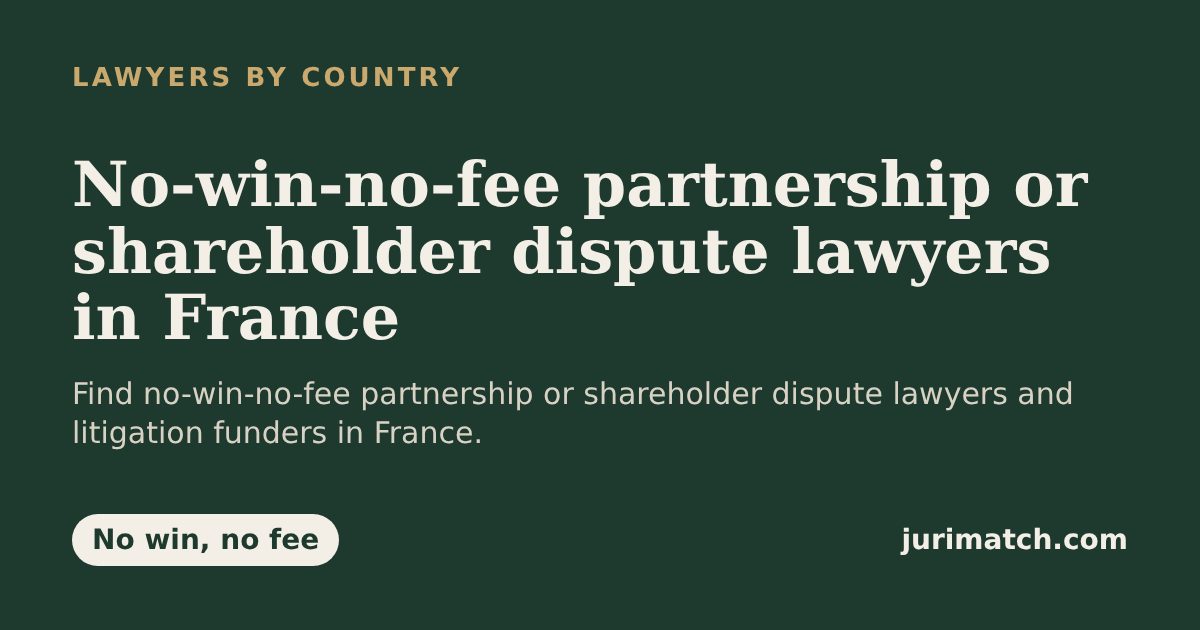 LAWYERS BY COUNTRY
No-win-no-fee partnership or
shareholder dispute lawyers
in France
Find no-win-no-fee partnership or shareholder dispute lawyers and
litigation funders in France.
No win, no fee
jurimatch.com